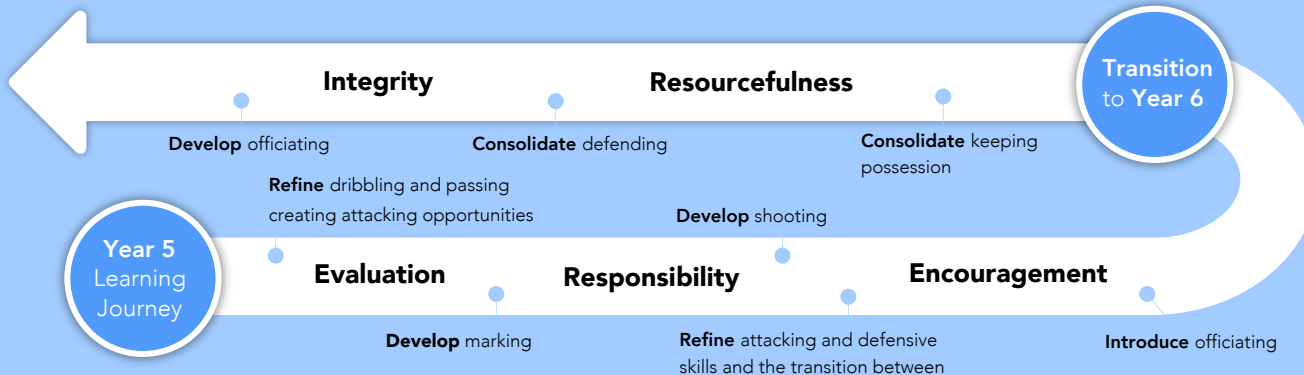 Integrity
Resourcefulness
Transition
to Year 6
Develop officiating
Consolidate defending
Consolidate keeping
possession
Refine dribbling and passing
creating attacking opportunities
Develop shooting
Year 5
Learning
Journey
Evaluation
Responsibility
Encouragement
Develop marking
Refine attacking and defensive
skills and the transition between
Introduce officiating